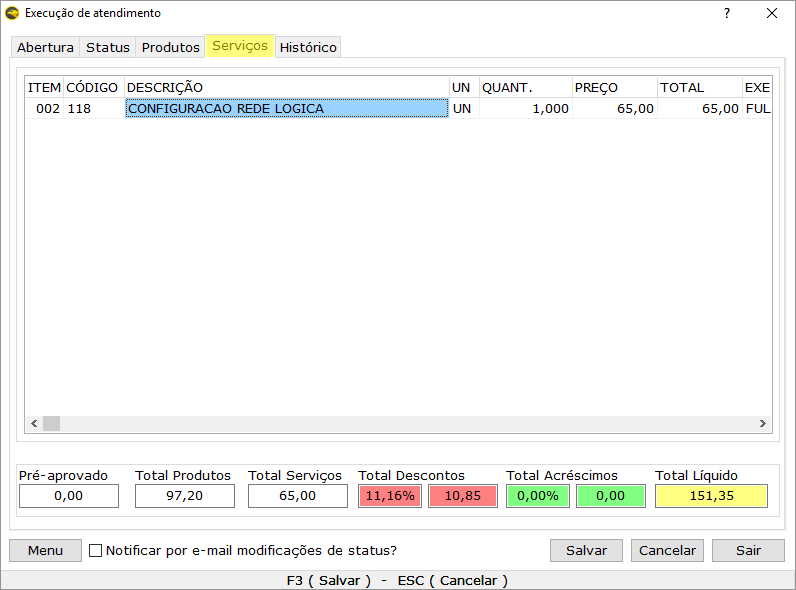 Execução de atendimento ?
Abertura Status Produtos Serviços Histórico
ITEM CÓDIGO DESCRIÇÃO UN QUANT. PREÇO TOTAL EXE
002 118 CONFIGURACAO REDE LOGICA UN 1,000 65,00 65,00 FUL
Pré-aprovado Total Produtos Total Serviços Total Descontos Total Acréscimos Total Líquido
0,00 97,20 65,00 11,16% 10,85 0,00% 0,00 151,35
Menu Notificar por e-mail modificações de status? Salvar Cancelar Sair
F3 ( Salvar ) - ESC ( Cancelar )